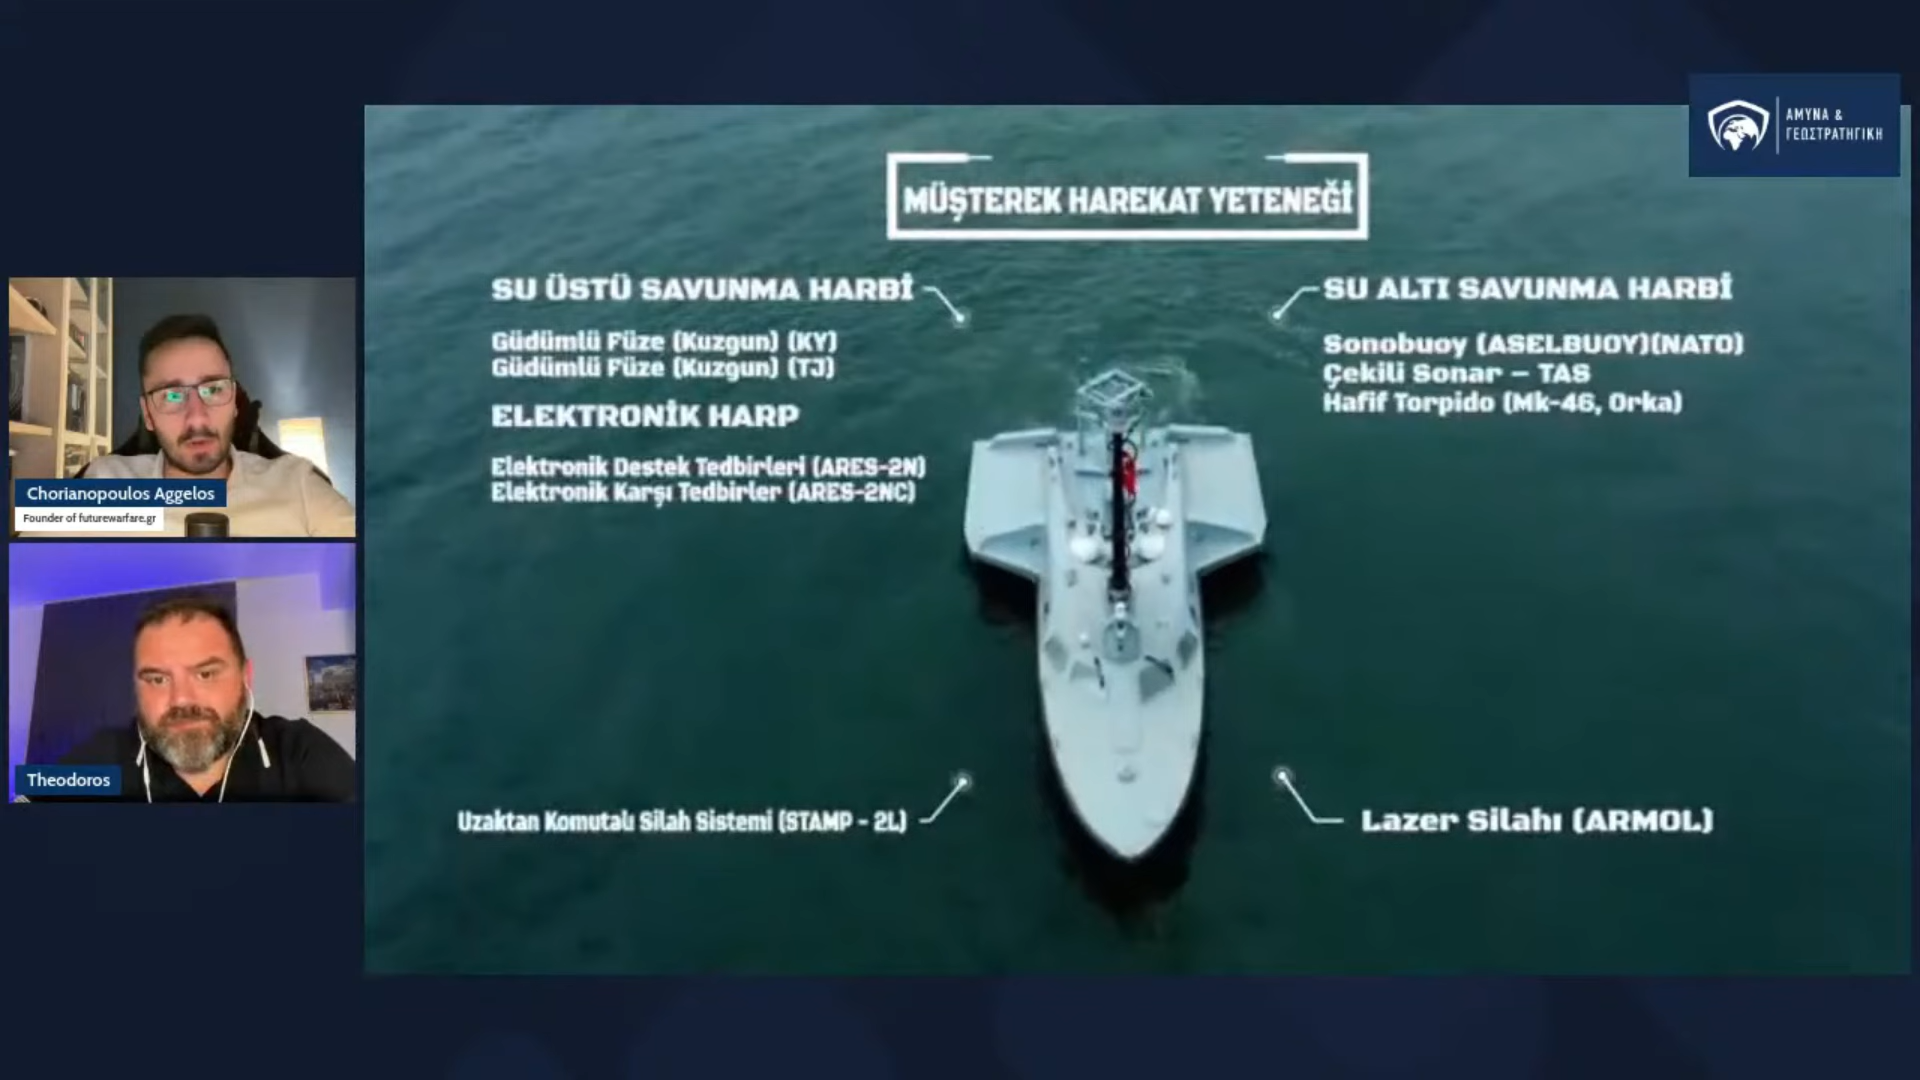 ΑΜΥΝΑ &
ΓΕΩΣΤΡΑΤΗΓΙΚΗ
MÜŞTEREK HAREKAT YETENEĞİ
SU ÜSTÜ SAVUNMA HARBİ
Güdümlü Füze (Kuzgun) (KY)
Güdümlü Füze (Kuzgun) (TJ)
ELEKTRONİK HARP
Elektronik Destek Tedbirleri (ARES-2N)
Elektronik Karşı Tedbirler (ARES-2NC)
SU ALTI SAVUNMA HARBİ
Sonobuoy (ASELBUOY)(NATO)
Çekili Sonar – TAS
Hafif Torpido (Mk-46, Orka)
Uzaktan Komutalı Silah Sistemi (STAMP - 2L)
Lazer Silahı (ARMOL)
Chorianopoulos Aggelos
Founder of futurewarfare.gr
Theodoros